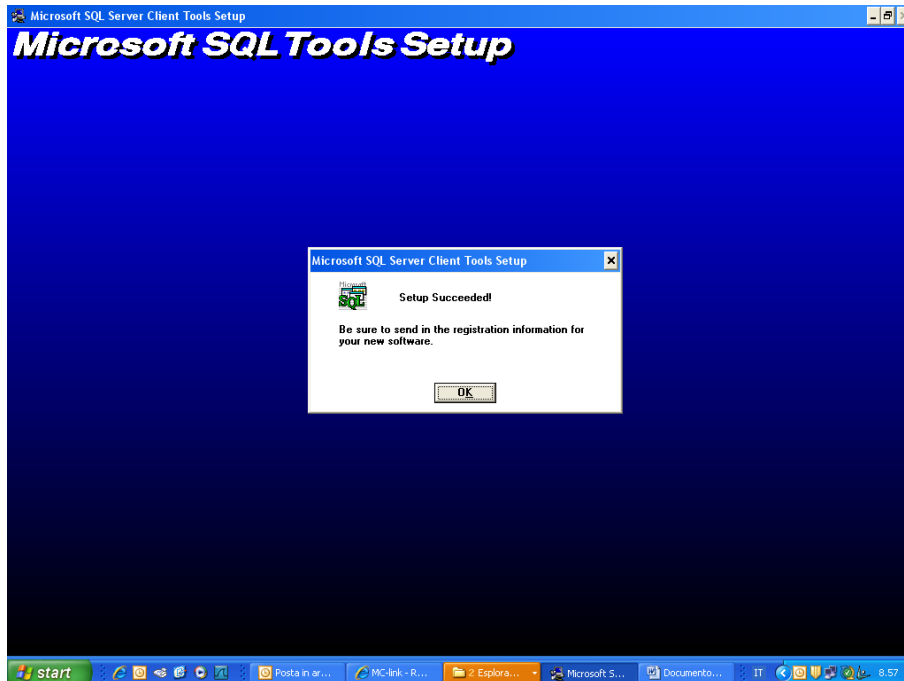 Microsoft SQL Server Client Tools Setup
Microsoft SQL Tools Setup
Microsoft SQL Server Client Tools Setup
Microsoft
SQL
Setup Succeeded!
Be sure to send in the registration information for
your new software.
OK
start
Posta in ar...
MC-link - R...
2 Esplora...
Microsoft S...
Documento...
IT
8.57